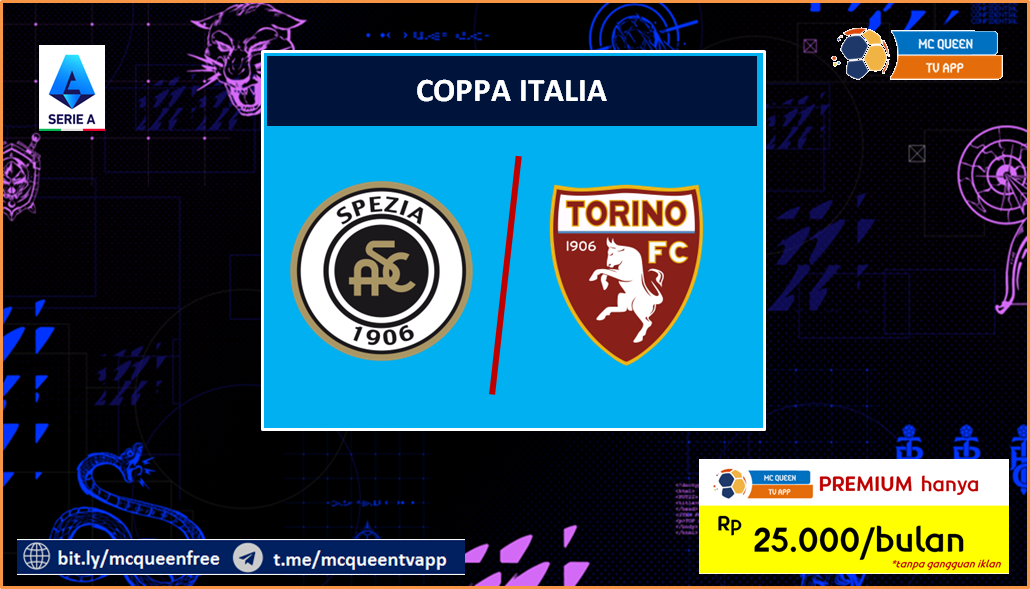 SERIE A
COPPA ITALIA
MC QUEEN
TV APP
SPEZIA
ASC
1906
TORINO
1906
FC
MC QUEEN
TV APP
PREMIUM hanya
Rp 25.000/bulan
*tanpa gangguan iklan
bit.ly/mcqueenfree
t.me/mcqueentvapp